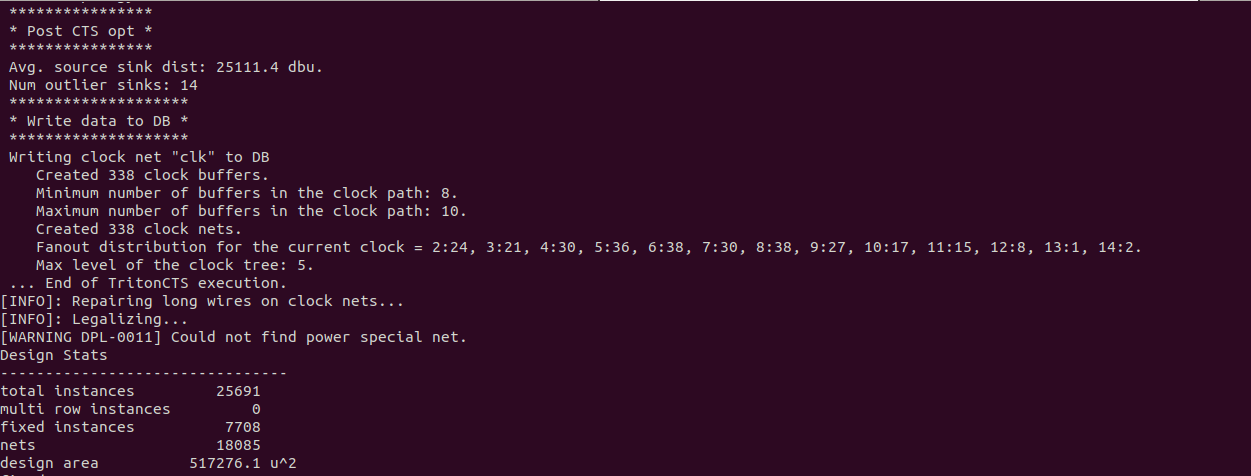 ****************
* Post CTS opt *
****************
Avg. source sink dist: 25111.4 dbu.
Num outlier sinks: 14
********************
* Write data to DB *
********************
Writing clock net "clk" to DB
Created 338 clock buffers.
Minimum number of buffers in the clock path: 8.
Maximum number of buffers in the clock path: 10.
Created 338 clock nets.
Fanout distribution for the current clock = 2:24, 3:21, 4:30, 5:36, 6:38, 7:30, 8:38, 9:27, 10:17, 11:15, 12:8, 13:1, 14:2.
Max level of the clock tree: 5.
... End of TritonCTS execution.
[INFO]: Repairing long wires on clock nets...
[INFO]: Legalizing...
[WARNING DPL-0011] Could not find power special net.
Design Stats
--------------------------------
total instances         25691
multi row instances         0
fixed instances          7708
nets                    18085
design area          517276.1 u^2